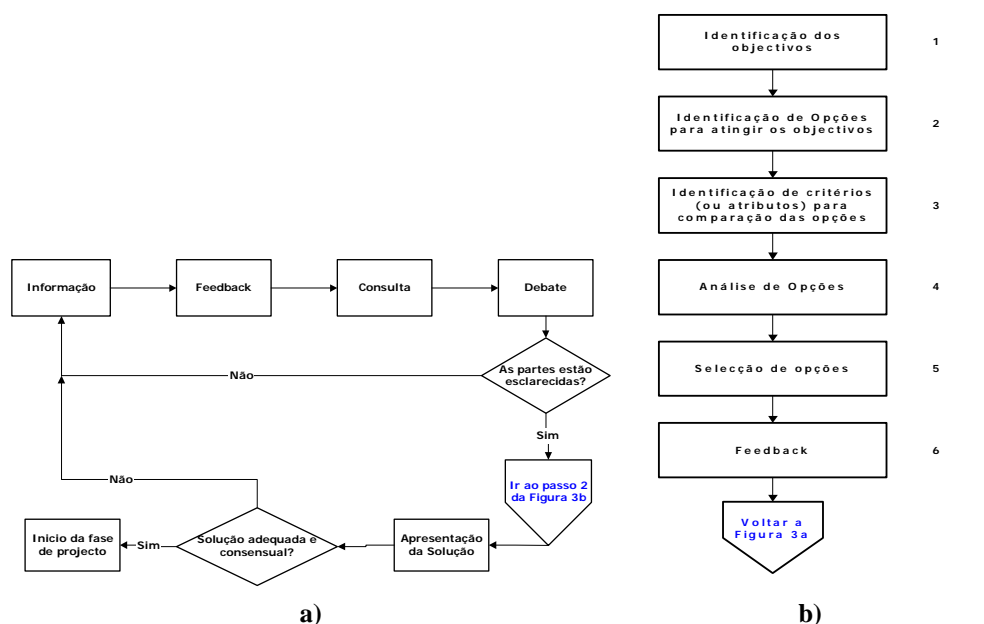 Informação
Feedback
Consulta
Debate
As partes estão
esclarecidas?
Não
Sim
Ir ao passo 2
da Figura 3b
Não
Inicio da fase
de projecto
Sim
Solução adequada e
consensual?
Apresentação
da Solução
a)
Identificação dos
objectivos
1
Identificação de Opções
para atingir os objectivos
2
Identificação de critérios
(ou atributos) para
comparação das opções
3
Análise de Opções
4
Selecção de opções
5
Feedback
6
Voltar a
Figura 3a
b)